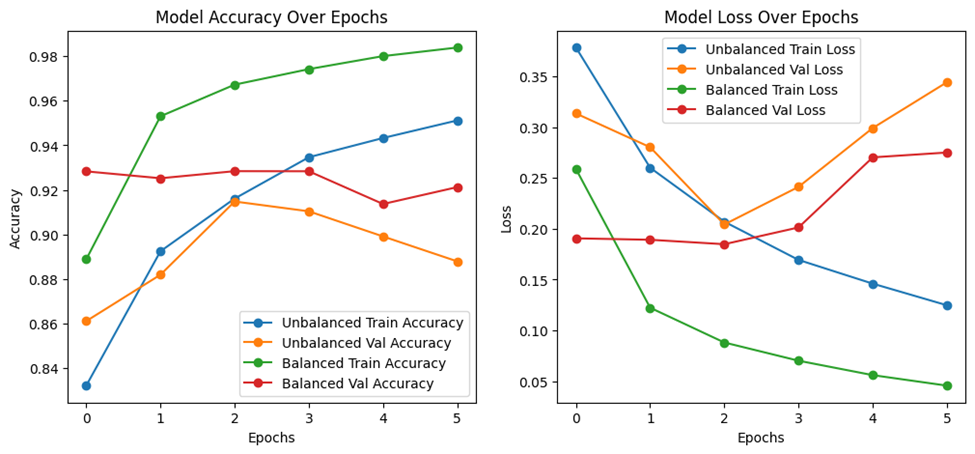 Model Accuracy Over Epochs
Accuracy
0.98
0.96
0.94
0.92
0.90
0.88
0.86
0.84
Unbalanced Train Accuracy
Unbalanced Val Accuracy
Balanced Train Accuracy
Balanced Val Accuracy
0 1 2 3 4 5
Epochs
Model Loss Over Epochs
Loss
Unbalanced Train Loss
Unbalanced Val Loss
Balanced Train Loss
Balanced Val Loss
0.35
0.30
0.25
0.20
0.15
0.10
0.05
0 1 2 3 4 5
Epochs